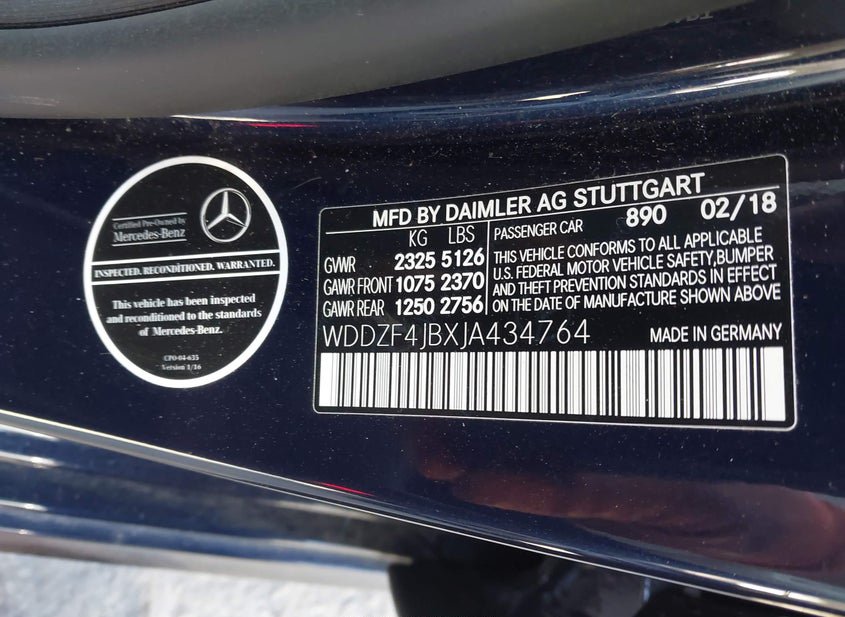 Certified Pre-Owned by
Mercedes-Benz
INSPECTED. RECONDITIONED. WARRANTED.
This vehicle has been inspected
and reconditioned to the standards
of Mercedes-Benz.
CPO-04-635
Version 1/16
MFD BY DAIMLER AG STUTTGART
KG LBS
GVWR 2325 5126
GAWR FRONT 1075 2370
GAWR REAR 1250 2756
PASSENGER CAR 890 02/18
THIS VEHICLE CONFORMS TO ALL APPLICABLE
U.S. FEDERAL MOTOR VEHICLE SAFETY,BUMPER
AND THEFT PREVENTION STANDARDS IN EFFECT
ON THE DATE OF MANUFACTURE SHOWN ABOVE
WDDZF4JBXJA434764
MADE IN GERMANY